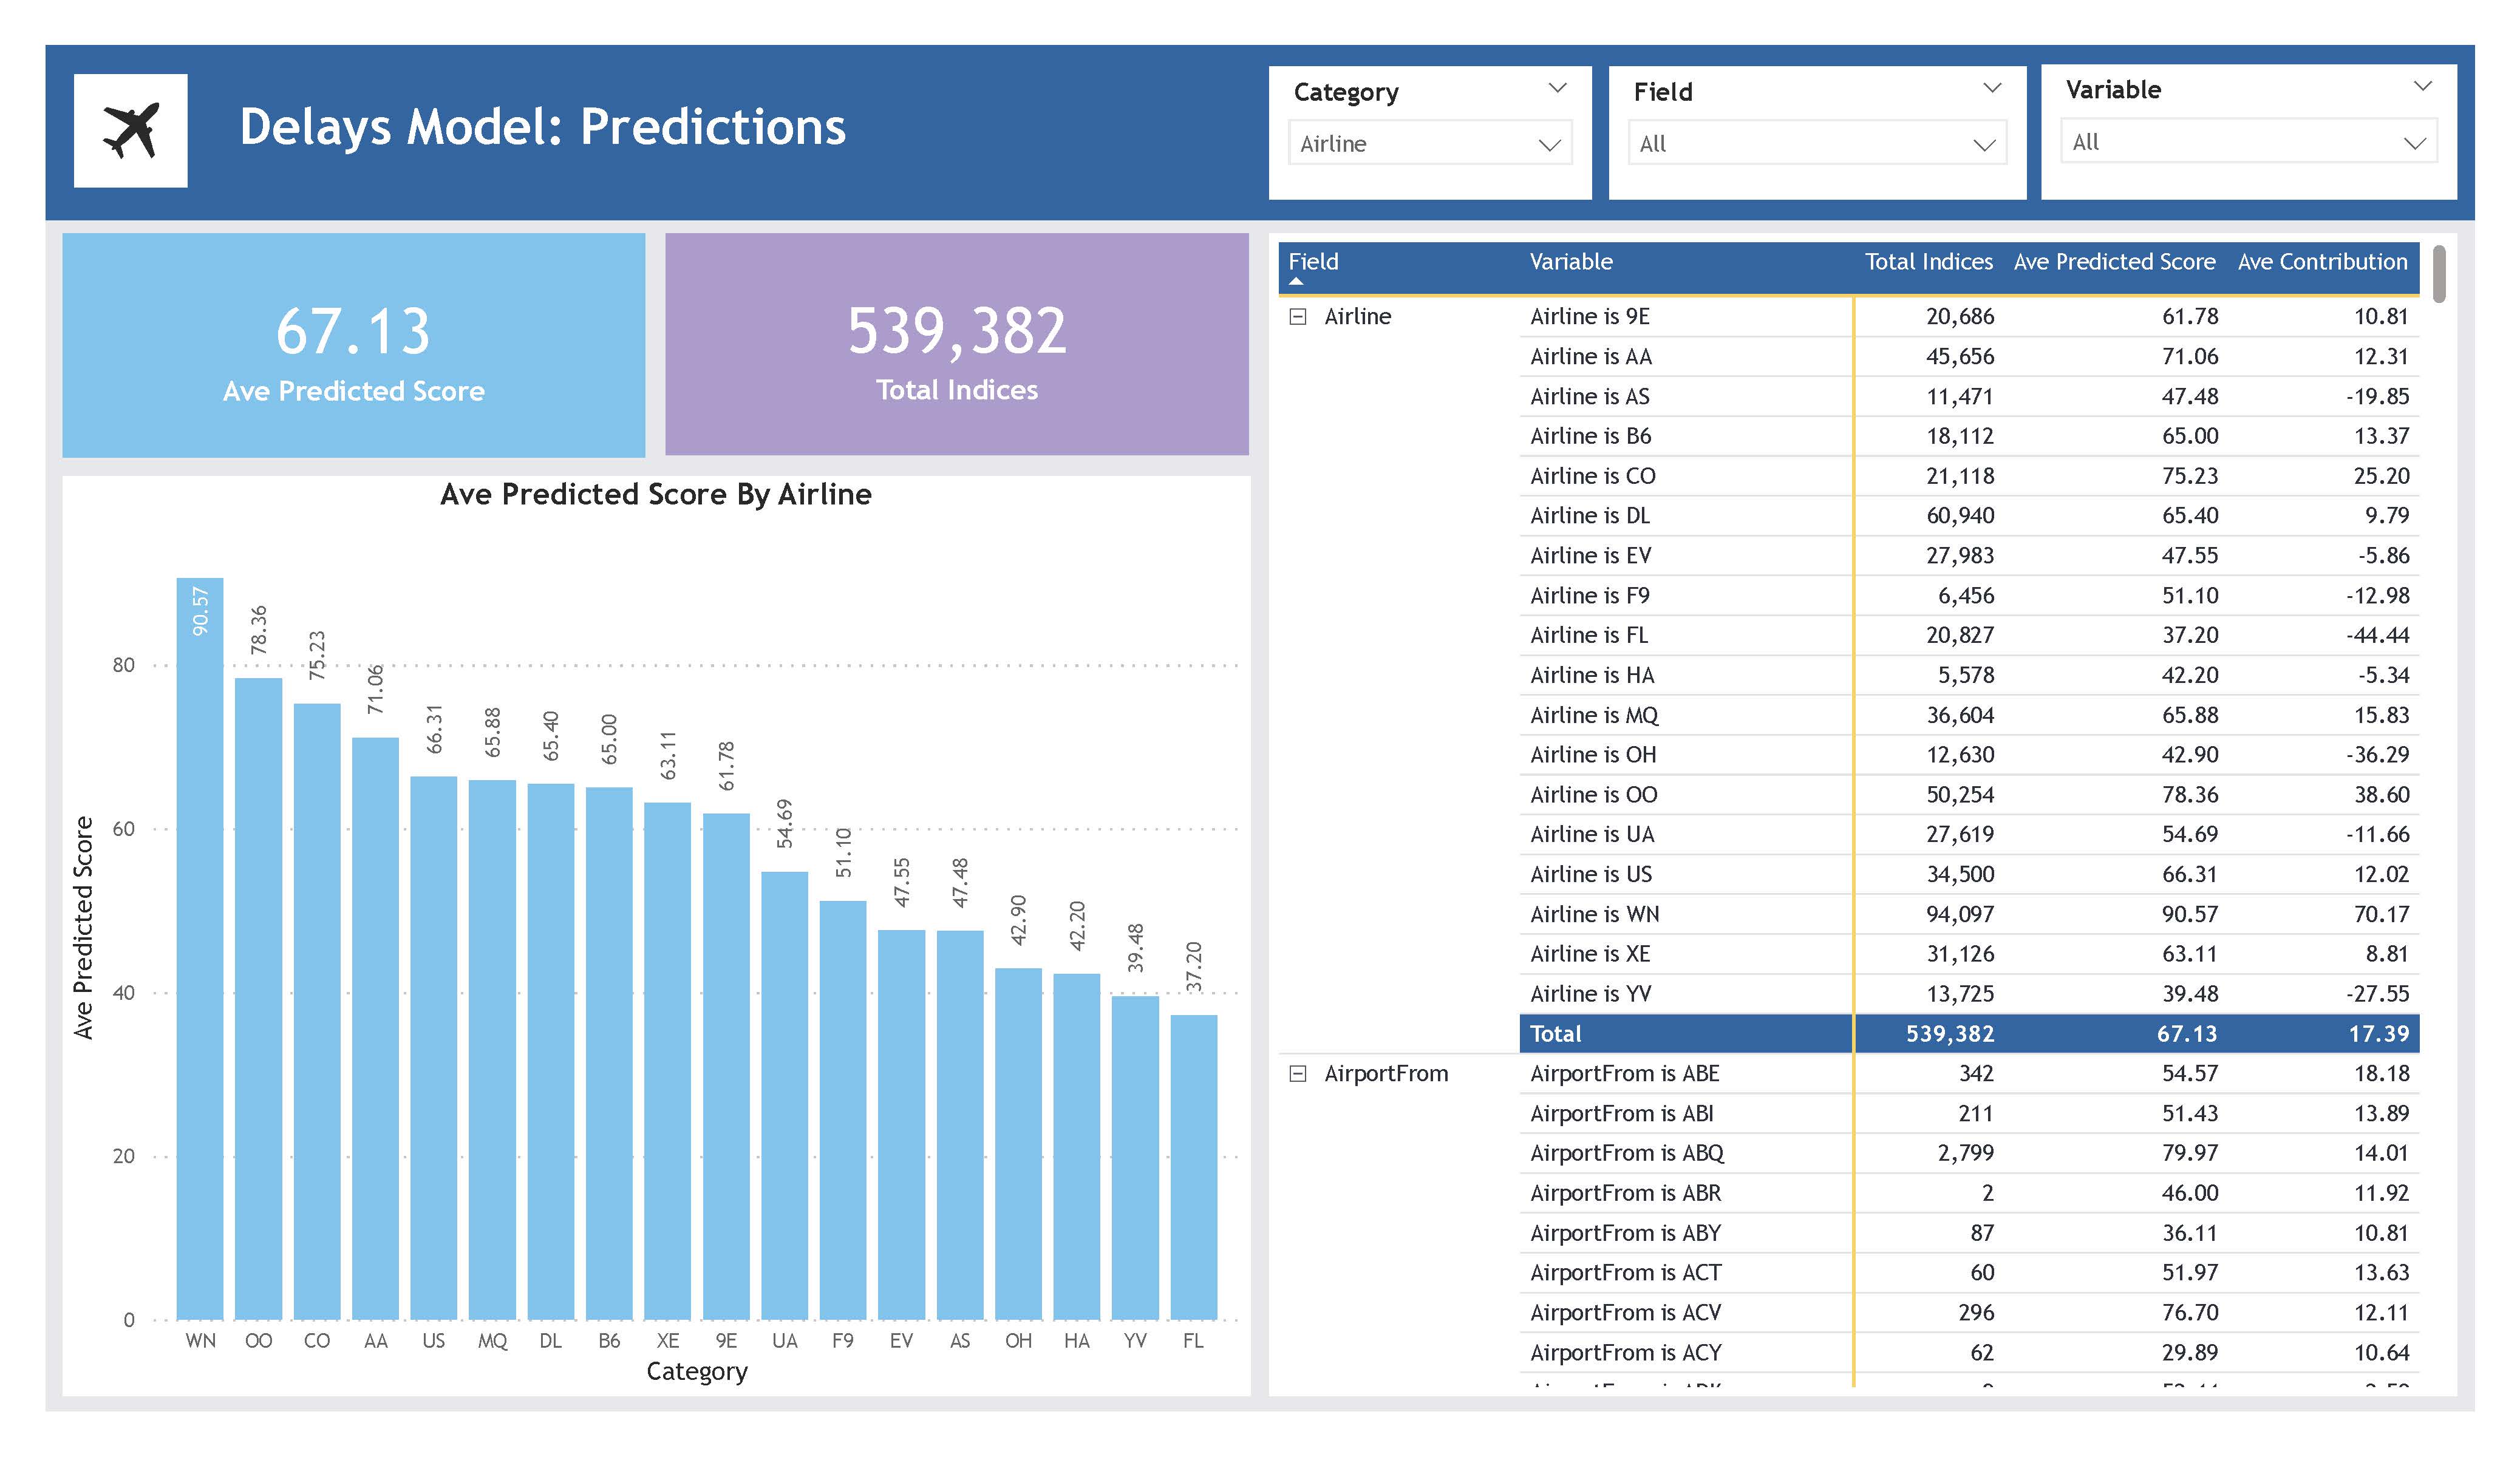 Delays Model: Predictions
Category
Airline
Field
All
Variable
All
67.13
Ave Predicted Score
539,382
Total Indices
Ave Predicted Score By Airline
Ave Predicted Score
80
60
40
20
0
90.57
78.36
75.23
71.06
66.31
65.88
65.40
65.00
63.11
61.78
54.69
51.10
47.55
47.48
42.90
42.20
39.48
37.20
WN OO CO AA US MQ DL B6 XE 9E UA F9 EV AS OH HA YV FL
Category
Field Variable Total Indices Ave Predicted Score Ave Contribution
Airline Airline is 9E 20,686 61.78 10.81
Airline is AA 45,656 71.06 12.31
Airline is AS 11,471 47.48 -19.85
Airline is B6 18,112 65.00 13.37
Airline is CO 21,118 75.23 25.20
Airline is DL 60,940 65.40 9.79
Airline is EV 27,983 47.55 -5.86
Airline is F9 6,456 51.10 -12.98
Airline is FL 20,827 37.20 -44.44
Airline is HA 5,578 42.20 -5.34
Airline is MQ 36,604 65.88 15.83
Airline is OH 12,630 42.90 -36.29
Airline is OO 50,254 78.36 38.60
Airline is UA 27,619 54.69 -11.66
Airline is US 34,500 66.31 12.02
Airline is WN 94,097 90.57 70.17
Airline is XE 31,126 63.11 8.81
Airline is YV 13,725 39.48 -27.55
Total 539,382 67.13 17.39
AirportFrom AirportFrom is ABE 342 54.57 18.18
AirportFrom is ABI 211 51.43 13.89
AirportFrom is ABQ 2,799 79.97 14.01
AirportFrom is ABR 2 46.00 11.92
AirportFrom is ABY 87 36.11 10.81
AirportFrom is ACT 60 51.97 13.63
AirportFrom is ACV 296 76.70 12.11
AirportFrom is ACY 62 29.89 10.64